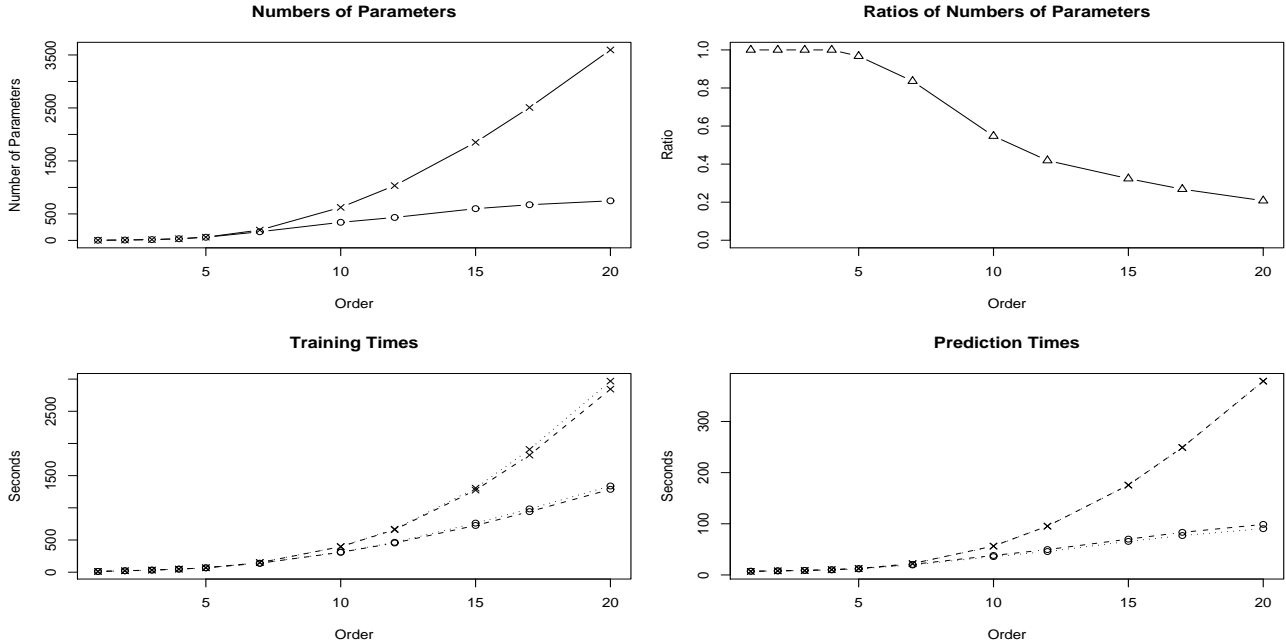 Numbers of Parameters
Number of Parameters
0
500
1500
2500
3500
5
10
15
20
Order
Ratios of Numbers of Parameters
Ratio
0.0
0.2
0.4
0.6
0.8
1.0
5
10
15
20
Order
Training Times
Seconds
0
500
1500
2500
5
10
15
20
Order
Prediction Times
Seconds
0
100
200
300
5
10
15
20
Order